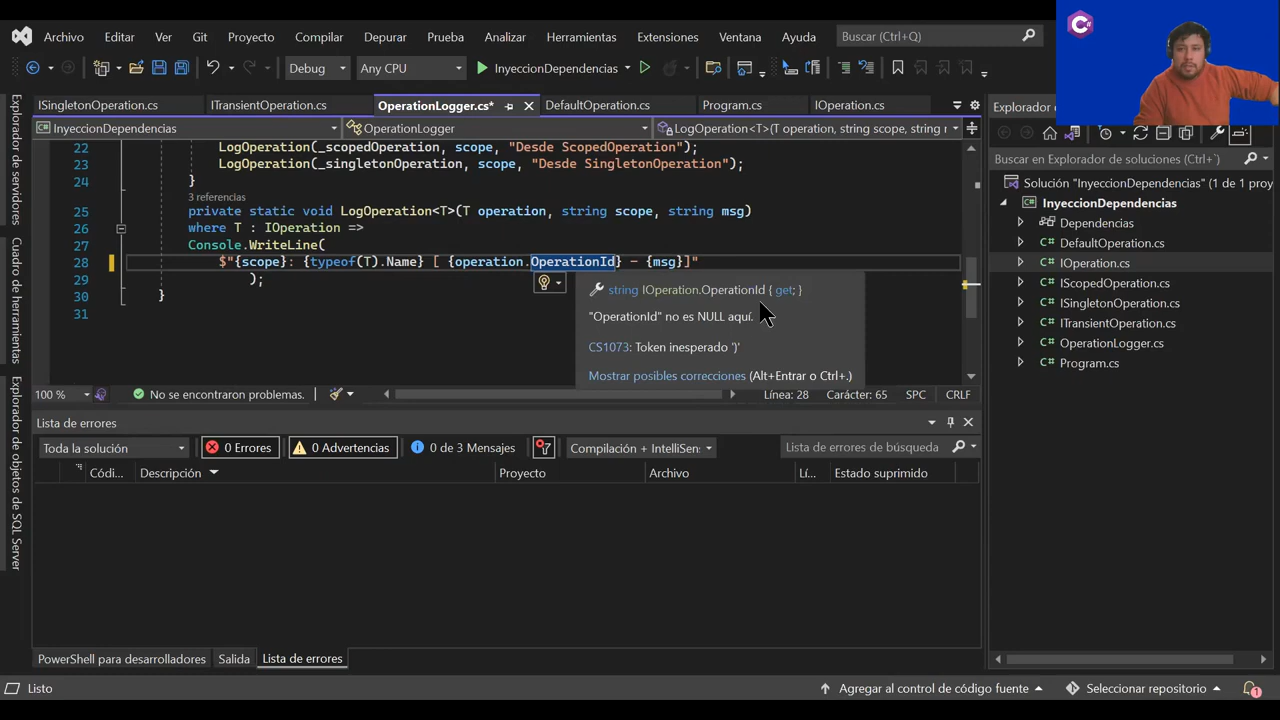 Archivo Editar Ver Git Proyecto Compilar Depurar Prueba Analizar Herramientas Extensiones Ventana Ayuda Buscar (Ctrl+Q)
Debug Any CPU InyeccionDependencias
ISingletonOperation.cs ITransientOperation.cs OperationLogger.cs* DefaultOperation.cs Program.cs IOperation.cs
InyeccionDependencias OperationLogger LogOperation<T>(T operation, string scope, string r
22 LogOperation(_scopedOperation, scope, "Desde ScopedOperation");
23 LogOperation(_singletonOperation, scope, "Desde SingletonOperation");
24 }
3 referencias
25 private static void LogOperation<T>(T operation, string scope, string msg)
26 where T : IOperation =>
27 Console.WriteLine(
28 $"{scope}: {typeof(T).Name} [ {operation.OperationId} - {msg}]"
29 );
30 }
31
string IOperation.OperationId { get; }
"OperationId" no es NULL aquí.
CS1073: Token inesperado ')'
Mostrar posibles correcciones (Alt+Entrar o Ctrl+.)
100 % No se encontraron problemas. Línea: 28 Carácter: 65 SPC CRLF
Lista de errores
Toda la solución 0 Errores 0 Advertencias 0 de 3 Mensajes Compilación + IntelliSens Lista de errores de búsqueda
Códi... Descripción Proyecto Archivo Lí... Estado suprimido
PowerShell para desarrolladores Salida Lista de errores
Listo Agregar al control de código fuente Seleccionar repositorio 1
Explorador de servidores
Cuadro de herramientas
Explorador de objetos de SQL Server
Explorador
Buscar en Explorador de soluciones (Ctrl+`)
Solución "InyeccionDependencias" (1 de 1 proy
InyeccionDependencias
Dependencias
C# DefaultOperation.cs
C# IOperation.cs
C# IScopedOperation.cs
C# ISingletonOperation.cs
C# ITransientOperation.cs
C# OperationLogger.cs
C# Program.cs